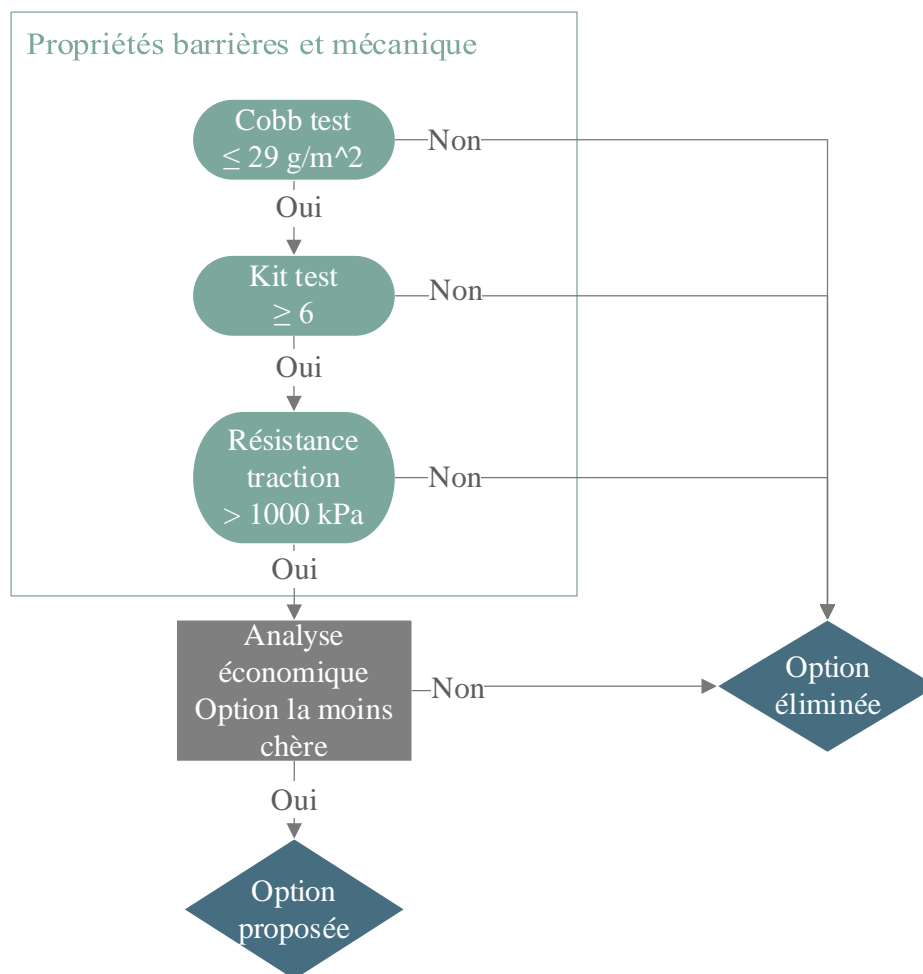 Propriétés barrières et mécanique
Cobb test
≤ 29 g/m^2
Non
Oui
Kit test
≥ 6
Non
Oui
Résistance
traction
> 1000 kPa
Non
Oui
Analyse
économique
Option la moins
chère
Non
Option
éliminée
Oui
Option
proposée